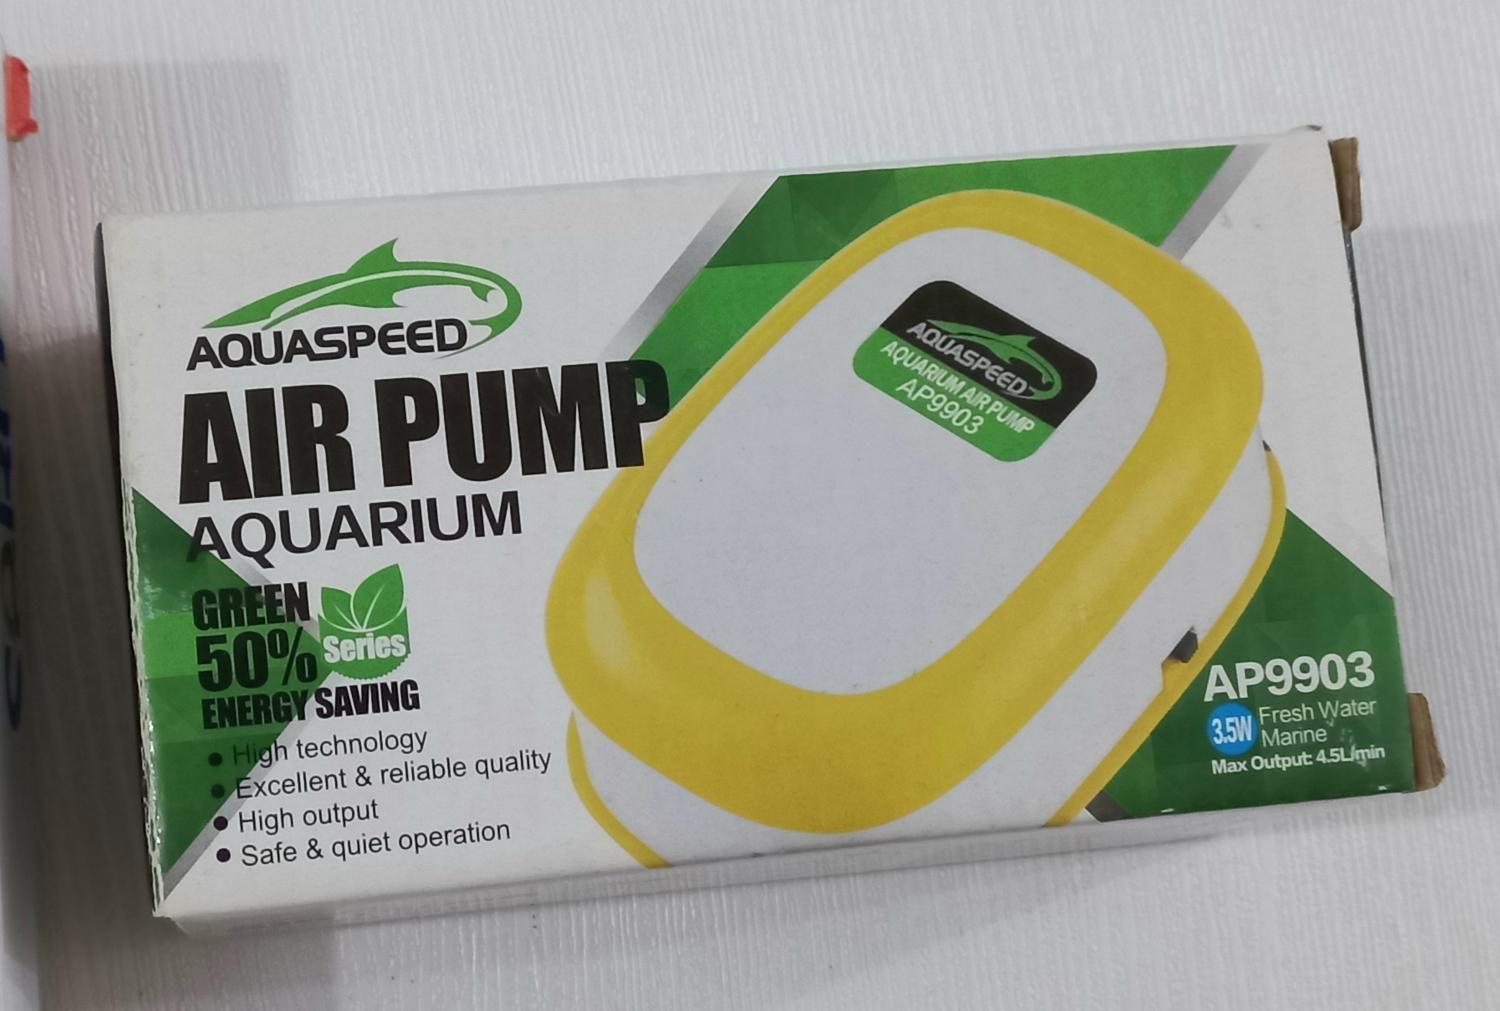 AQUASPEED
AIR PUMP
AQUARIUM
GREEN
50%
Series
ENERGY SAVING
• High technology
• Excellent & reliable quality
• High output
• Safe & quiet operation
AQUASPEED
AQUARIUM AIR PUMP
AP9903
AP9903
3.5W
Fresh Water
Marine
Max Output: 4.5L/min